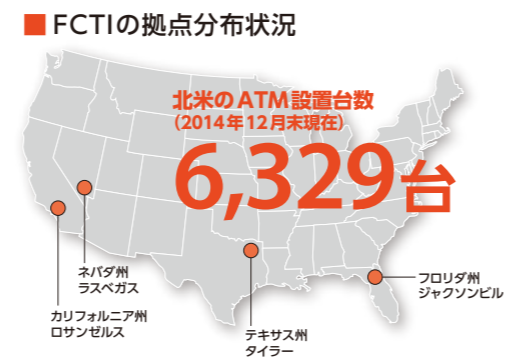 ■ FCTIの拠点分布状況
北米のATM設置台数
（2014年12月末現在）
6,329台
ネバダ州
ラスベガス
カリフォルニア州
ロサンゼルス
テキサス州
タイラー
フロリダ州
ジャクソンビル